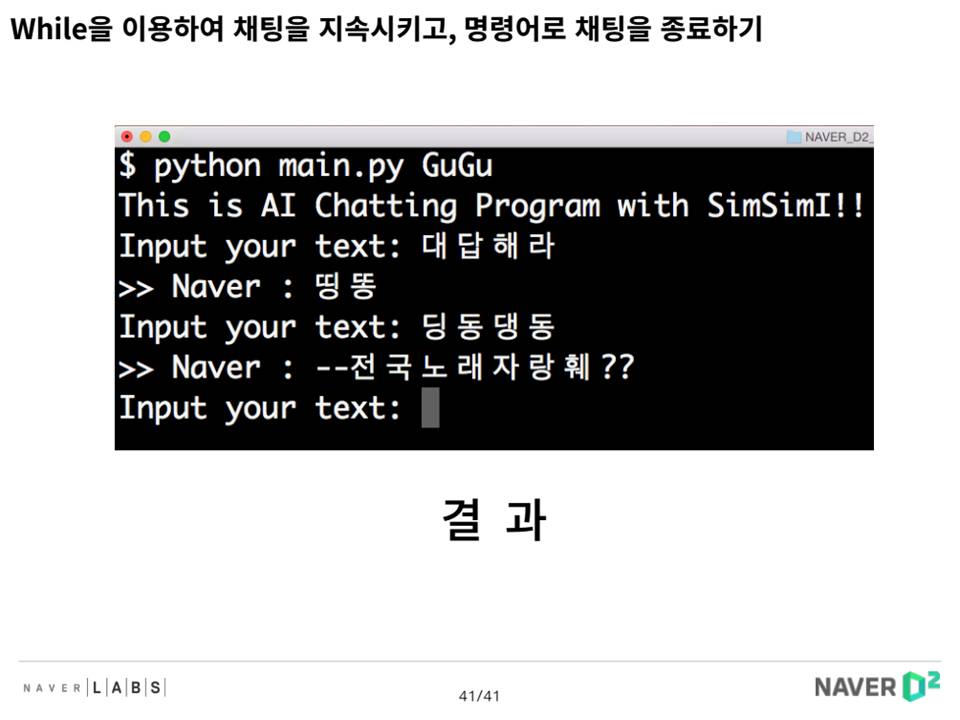 While을 이용하여 채팅을 지속시키고, 명령어로 채팅을 종료하기
NAVER_D2_
$ python main.py GuGu
This is AI Chatting Program with SimSimI!!
Input your text: 대답해라
>> Naver : 띵똥
Input your text: 딩동댕동
>> Naver : --전국노래자랑훼??
Input your text:
결 과
NAVER |L|A|B|S|
41/41
NAVER D2